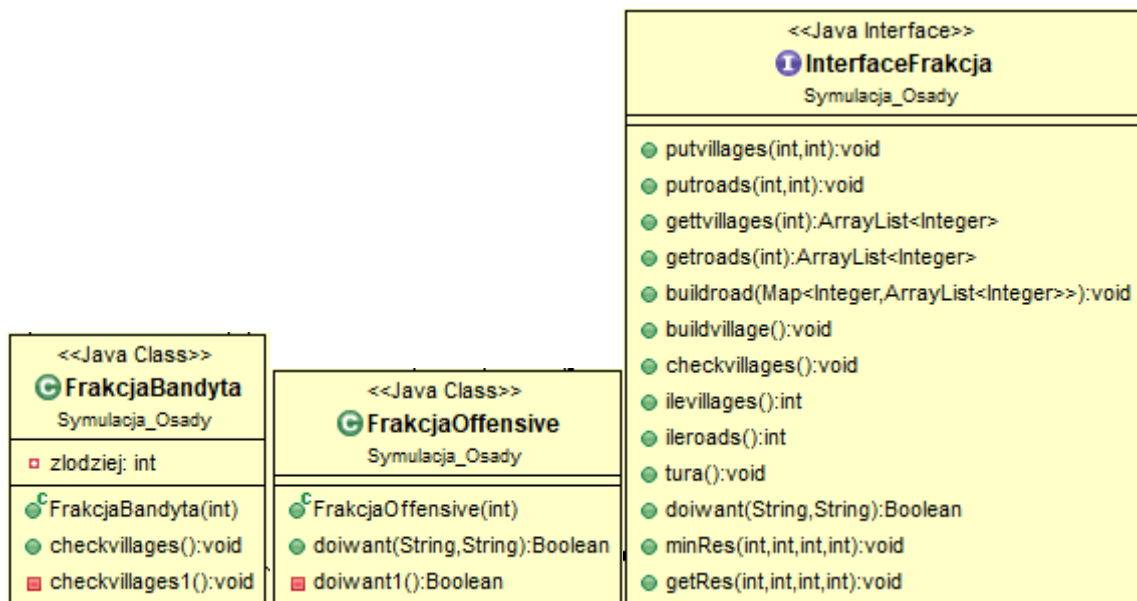 <<Java Interface>>
InterfaceFrakcja
Symulacja_Osady
putvillages(int,int):void
putroads(int,int):void
gettvillages(int):ArrayList<Integer>
getroads(int):ArrayList<Integer>
buildroad(Map<Integer,ArrayList<Integer>>):void
buildvillage():void
checkvillages():void
ilevillages():int
ileroads():int
tura():void
doiwant(String,String):Boolean
minRes(int,int,int,int):void
getRes(int,int,int,int):void
<<Java Class>>
FrakcjaBandyta
Symulacja_Osady
zlodziej: int
FrakcjaBandyta(int)
checkvillages():void
checkvillages1():void
<<Java Class>>
FrakcjaOffensive
Symulacja_Osady
FrakcjaOffensive(int)
doiwant(String,String):Boolean
doiwant1():Boolean